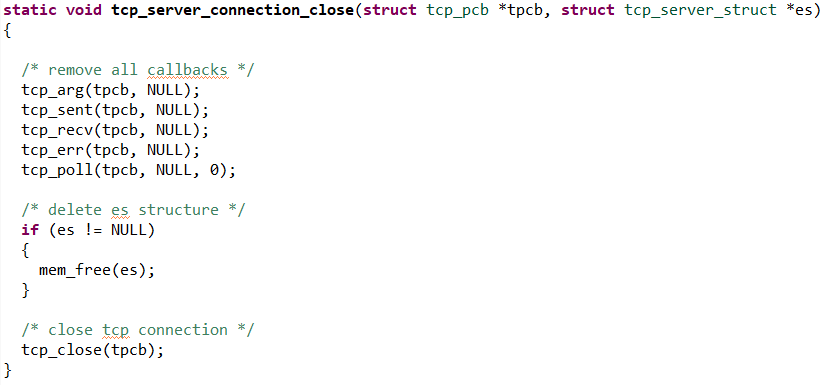 static void tcp_server_connection_close(struct tcp_pcb *tpcb, struct tcp_server_struct *es)
{
/* remove all callbacks */
tcp_arg(tpcb, NULL);
tcp_sent(tpcb, NULL);
tcp_recv(tpcb, NULL);
tcp_err(tpcb, NULL);
tcp_poll(tpcb, NULL, 0);
/* delete es structure */
if (es != NULL)
{
mem_free(es);
}
/* close tcp connection */
tcp_close(tpcb);
}